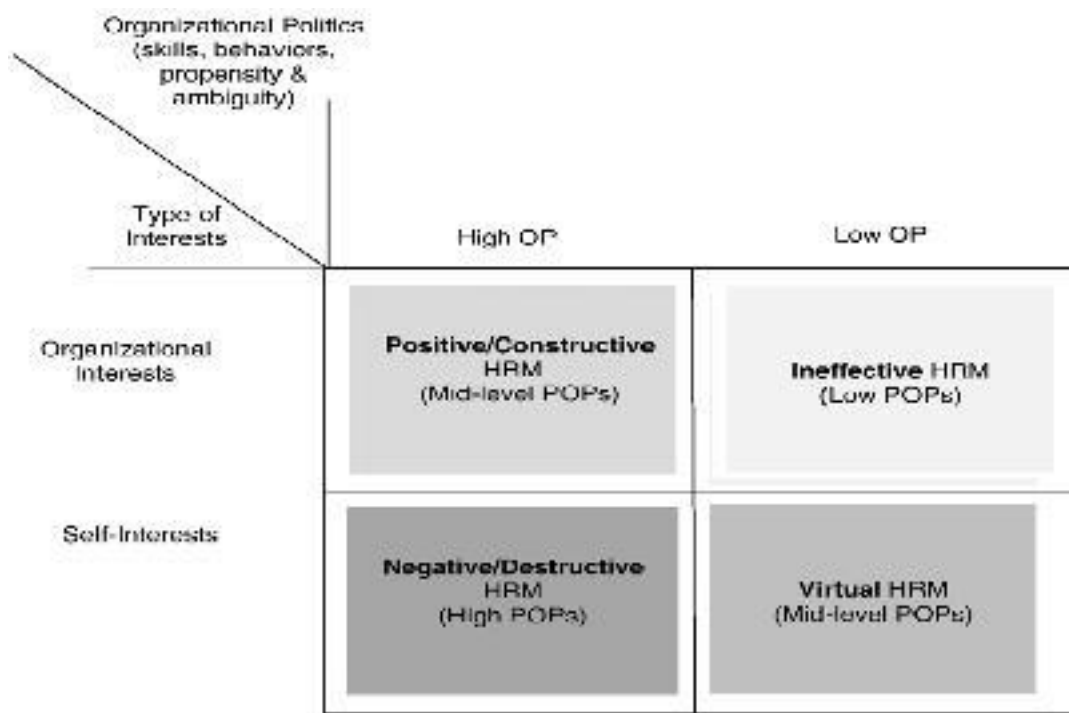 Organizational Politics
(skills, behaviors,
propensity &
ambiguity)
Type of
Interests
High OP
Low OP
Organizational
Interests
Positive/Constructive
HRM
(Mid-level POPs)
Ineffective HRM
(Low POPs)
Self-Interests
Negative/Destructive
HRM
(High POPs)
Virtual HRM
(Mid-level POPs)